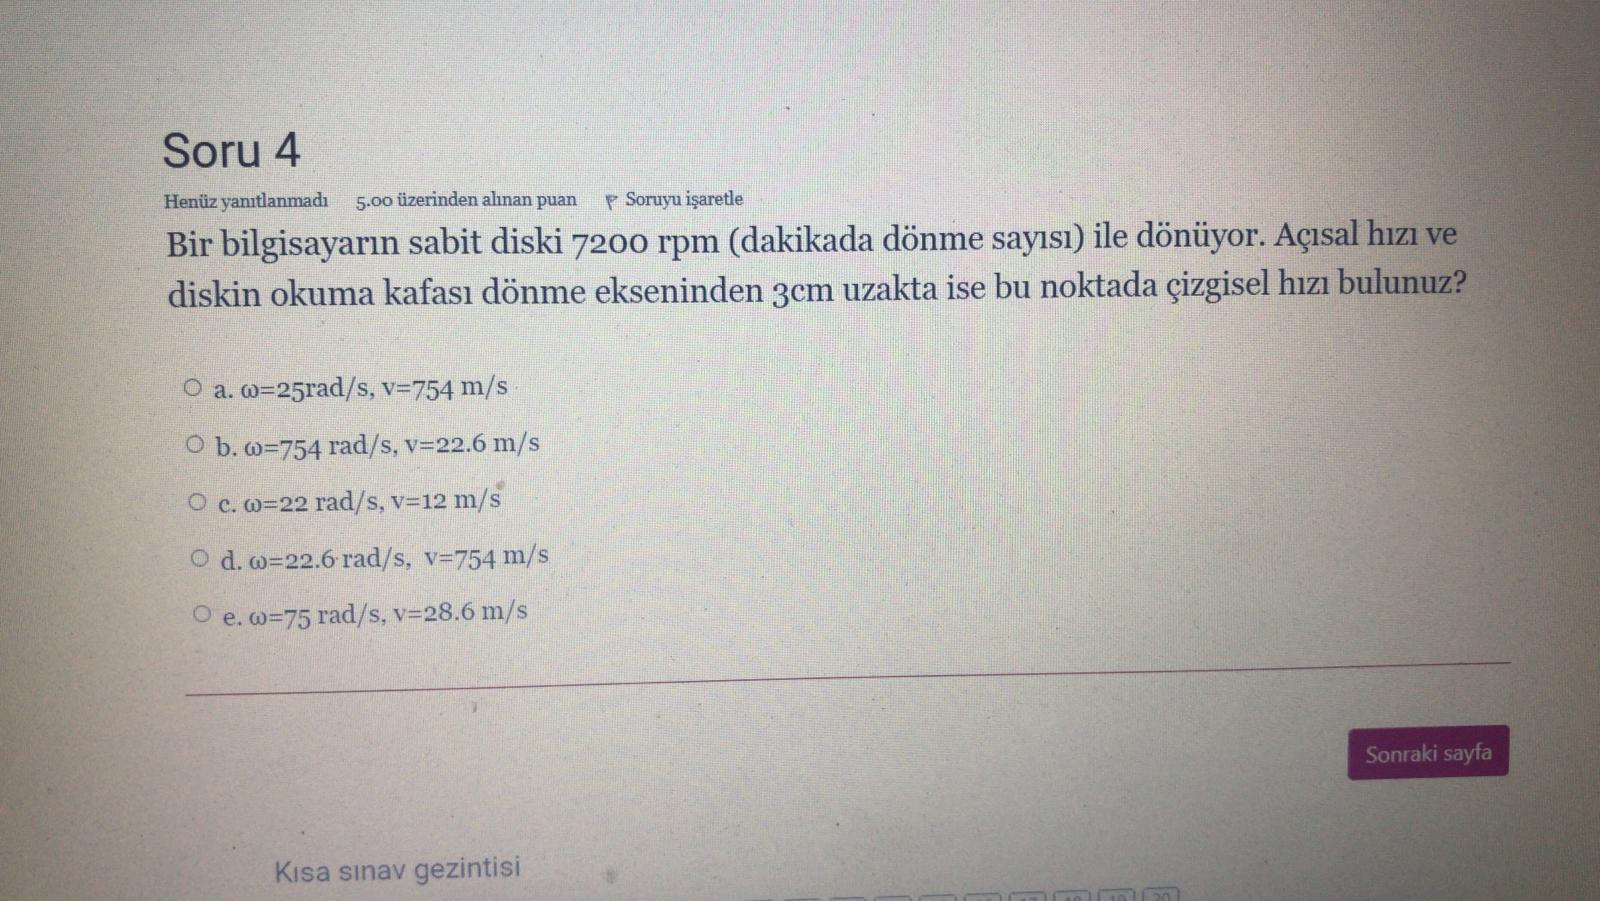 Soru 4
Henüz yanıtlanmadı 5.00 üzerinden alınan puan Soruyu işaretle
Bir bilgisayarın sabit diski 7200 rpm (dakikada dönme sayısı) ile dönüyor. Açısal hızı ve
diskin okuma kafası dönme ekseninden 3cm uzakta ise bu noktada çizgisel hızı bulunuz?
a. ω=25rad/s, v=754 m/s
b. ω=754 rad/s, v=22.6 m/s
c. ω=22 rad/s, v=12 m/s
d. ω=22.6 rad/s, v=754 m/s
e. ω=75 rad/s, v=28.6 m/s
Sonraki sayfa
Kısa sınav gezintisi